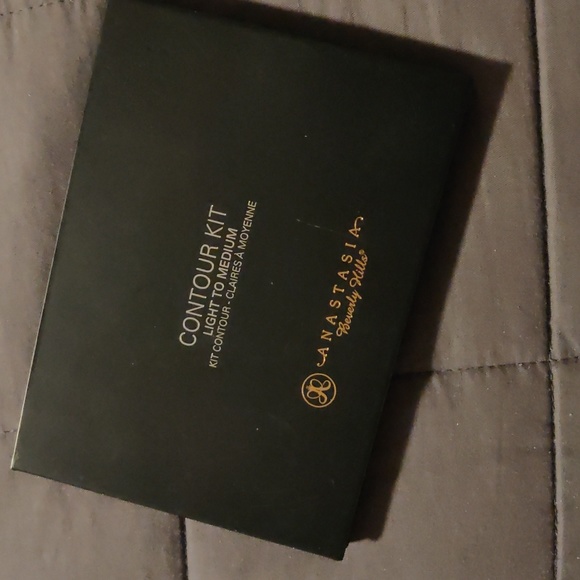 CONTOUR KIT
LIGHT TO MEDIUM
KIT CONTOUR - CLAIRES À MOYENNE
ANASTASIA
Beverly Hills®